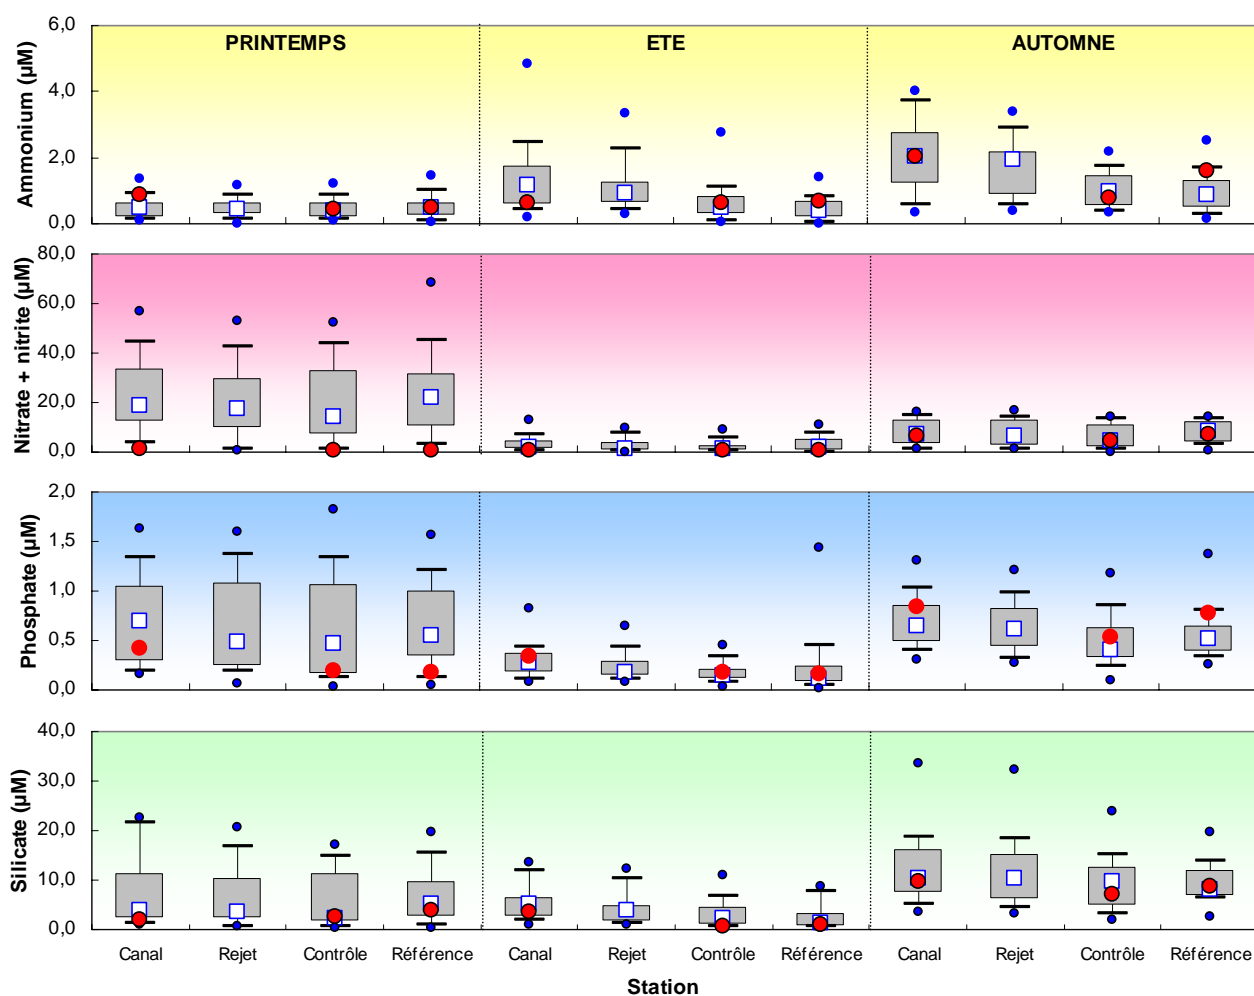 PRINTEMPS ETE AUTOMNE
Ammonium (µM)
6,0
4,0
2,0
0,0
Nitrate + nitrite (µM)
80,0
60,0
40,0
20,0
0,0
Phosphate (µM)
2,0
1,5
1,0
0,5
0,0
Silicate (µM)
40,0
30,0
20,0
10,0
0,0
Canal Rejet Contrôle Référence Canal Rejet Contrôle Référence Canal Rejet Contrôle Référence
Station